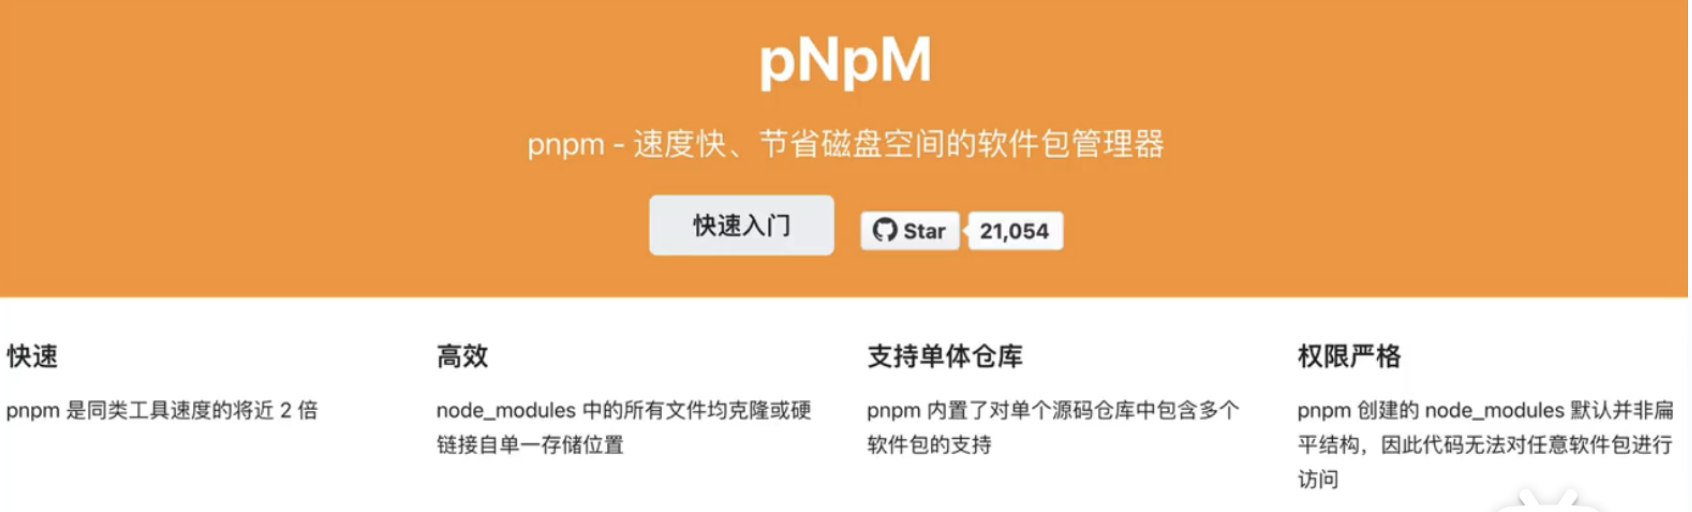 pNpM
pnpm - 速度快、节省磁盘空间的软件包管理器
快速入门
Star
21,054
快速
pnpm 是同类工具速度的将近 2 倍
高效
node_modules 中的所有文件均克隆或硬
链接自单一存储位置
支持单体仓库
pnpm 内置了对单个源码仓库中包含多个
软件包的支持
权限严格
pnpm 创建的 node_modules 默认并非扁
平结构，因此代码无法对任意软件包进行
访问